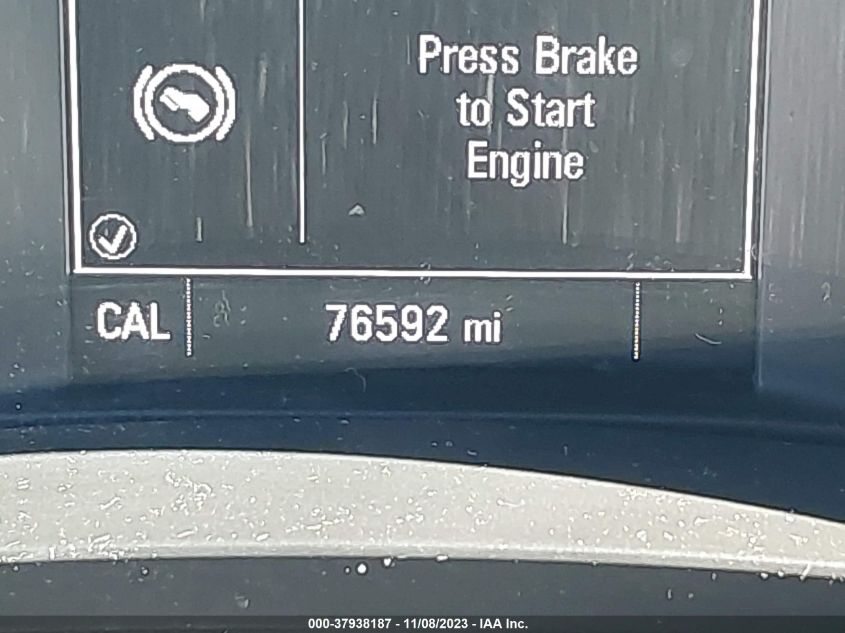 Press Brake
to Start
Engine
CAL
76592 mi
000-37938187 - 11/08/2023 - IAA Inc.